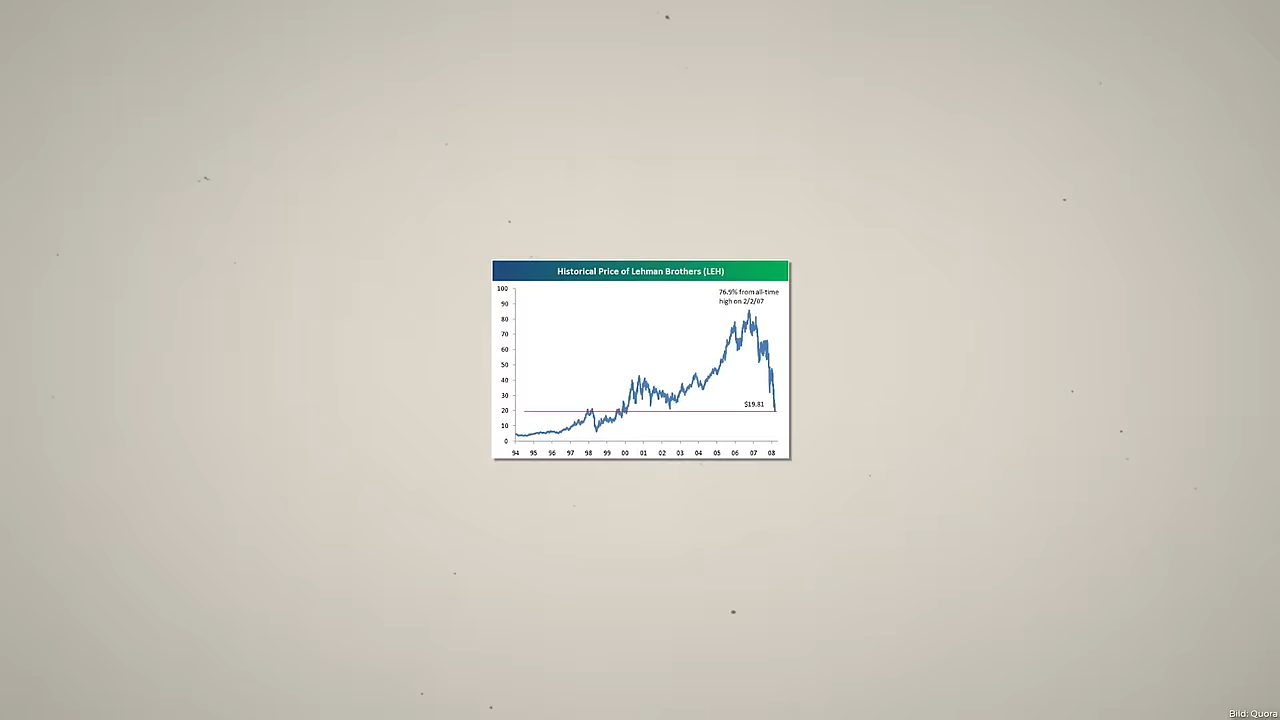 Historical Price of Lehman Brothers (LEH)
76.9% from all-time
high on 2/2/07
100
90
80
70
60
50
40
30
20
10
0
$19.81
94 95 96 97 98 99 00 01 02 03 04 05 06 07 08
Bild: Quora